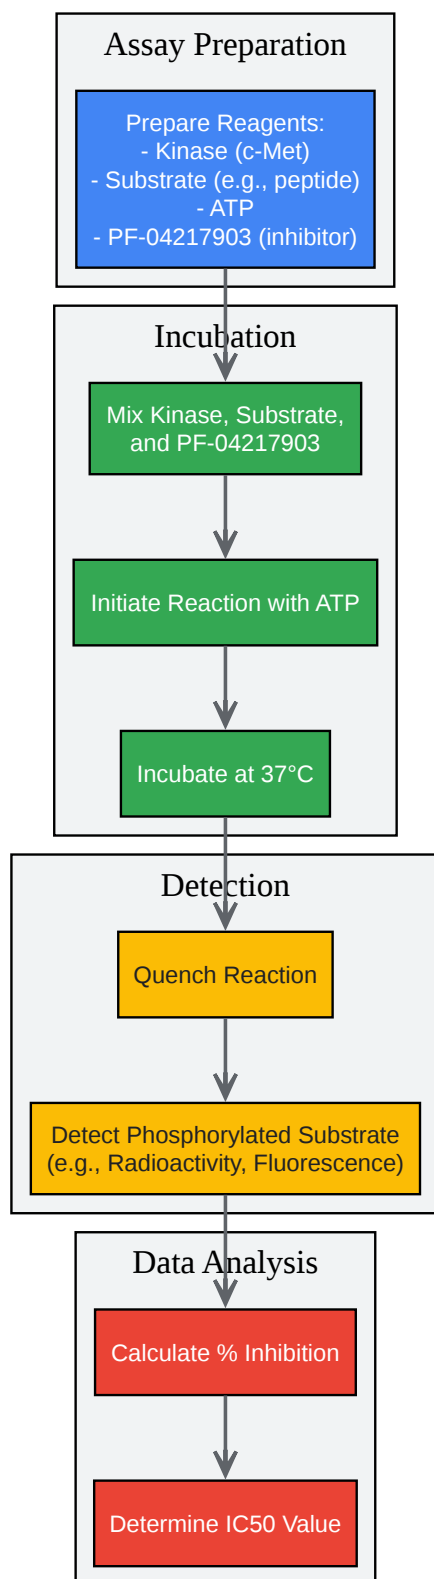 Assay Preparation
Prepare Reagents:
- Kinase (c-Met)
- Substrate (e.g., peptide)
- ATP
- PF-04217903 (inhibitor)
Incubation
Mix Kinase, Substrate,
and PF-04217903
Initiate Reaction with ATP
Incubate at 37°C
Detection
Quench Reaction
Detect Phosphorylated Substrate
(e.g., Radioactivity, Fluorescence)
Data Analysis
Calculate % Inhibition
Determine IC50 Value